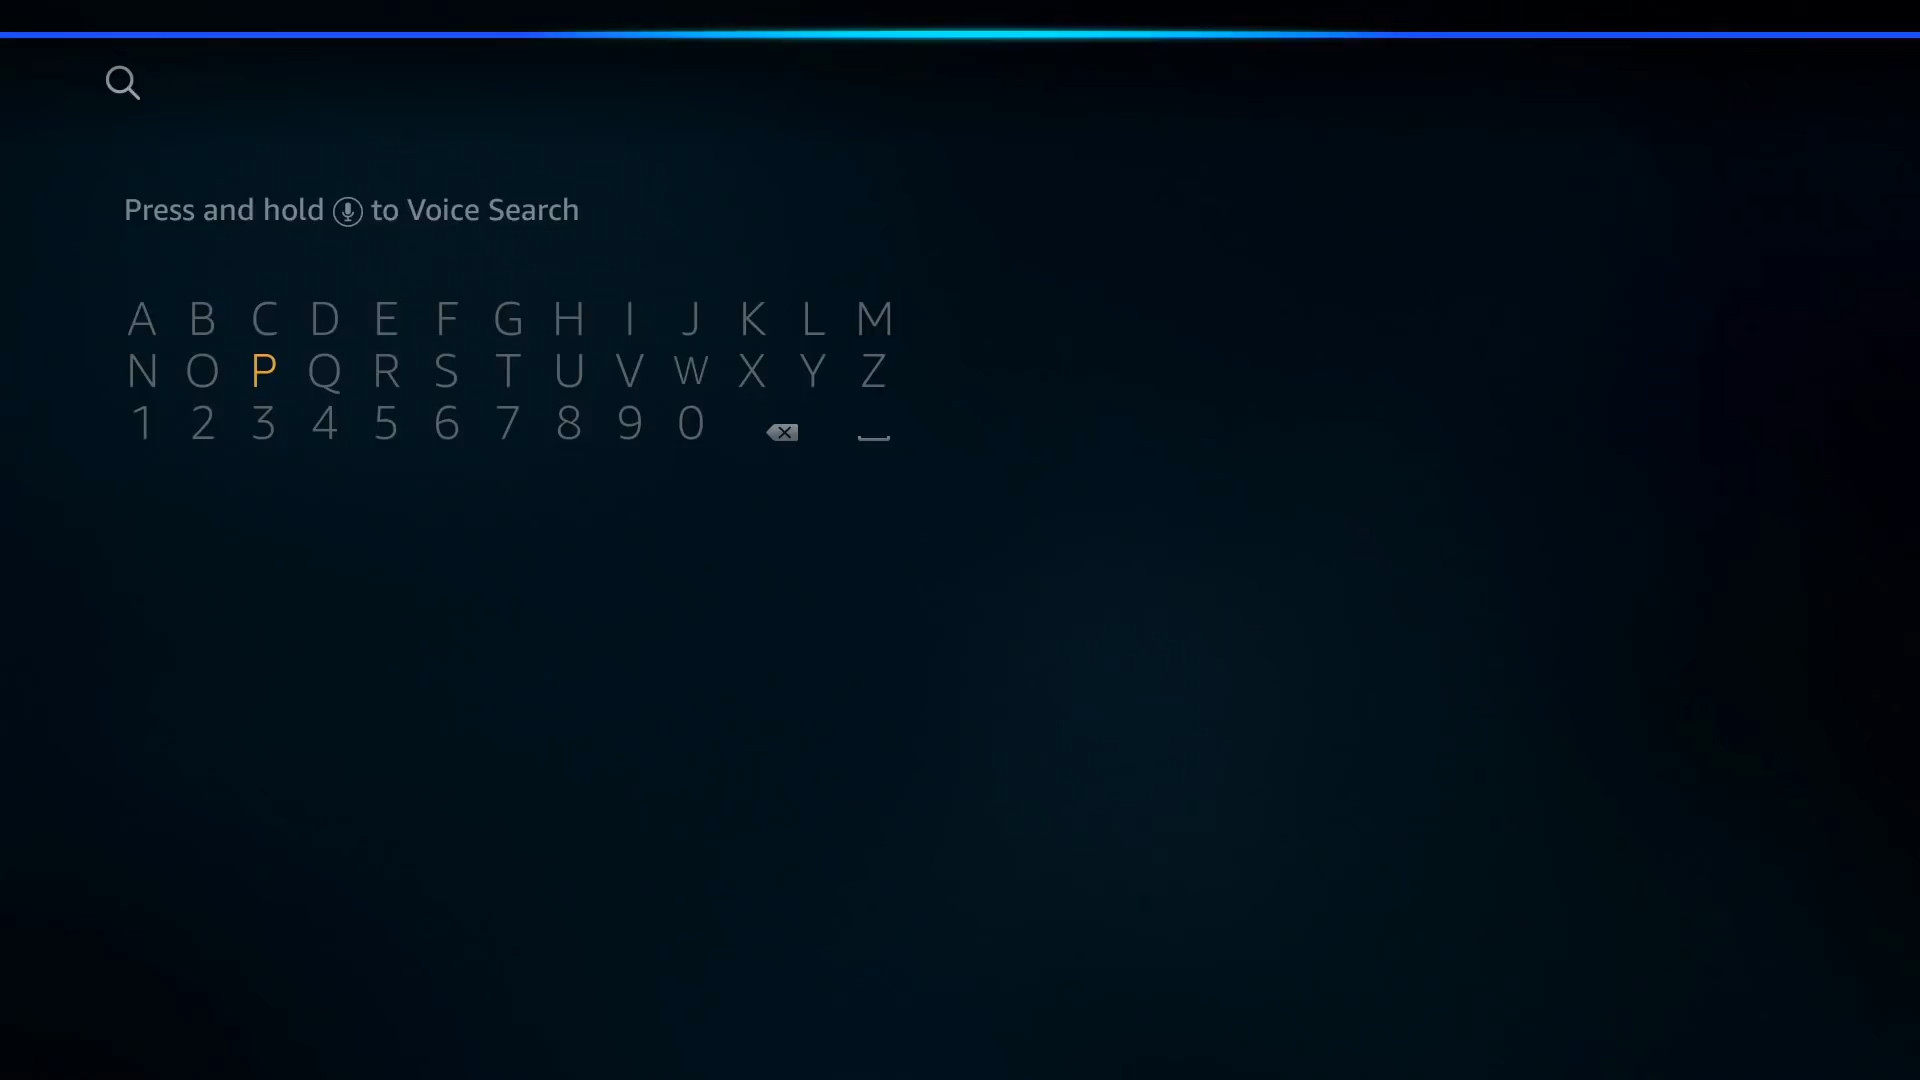 Press and hold to Voice Search
A B C D E F G H I J K L M
N O P Q R S T U V W X Y Z
1 2 3 4 5 6 7 8 9 0